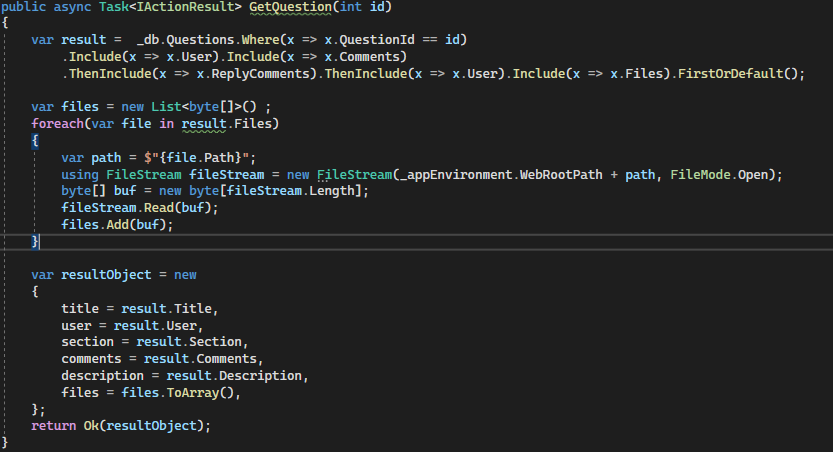 public async Task<IActionResult> GetQuestion(int id)
{
    var result =  _db.Questions.Where(x => x.QuestionId == id)
        .Include(x => x.User).Include(x => x.Comments)
        .ThenInclude(x => x.ReplyComments).ThenInclude(x => x.User).Include(x => x.Files).FirstOrDefault();

    var files = new List<byte[]>() ;
    foreach(var file in result.Files)
    {
        var path = $"{file.Path}";
        using FileStream fileStream = new FileStream(_appEnvironment.WebRootPath + path, FileMode.Open);
        byte[] buf = new byte[fileStream.Length];
        fileStream.Read(buf);
        files.Add(buf);
    }

    var resultObject = new
    {
        title = result.Title,
        user = result.User,
        section = result.Section,
        comments = result.Comments,
        description = result.Description,
        files = files.ToArray(),
    };
    return Ok(resultObject);
}